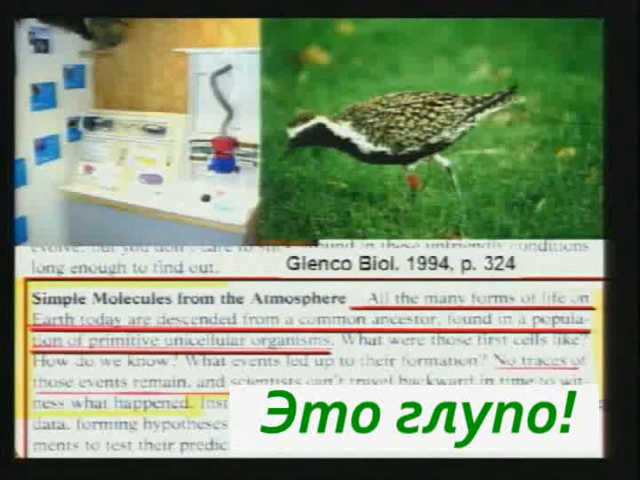 Glenco Biol. 1994, p. 324
long enough to find out.
Simple Molecules from the Atmosphere All the many forms of life on
Earth today are descended from a common ancestor, found in a popula-
tion of primitive unicellular organisms. What were those first cells like?
How do we know? What events led up to their formation? No traces of
those events remain, and scientists can't travel backward in time to wit-
ness what happened. Inst
data, forming hypotheses
ments to test their predic
Это глупо!